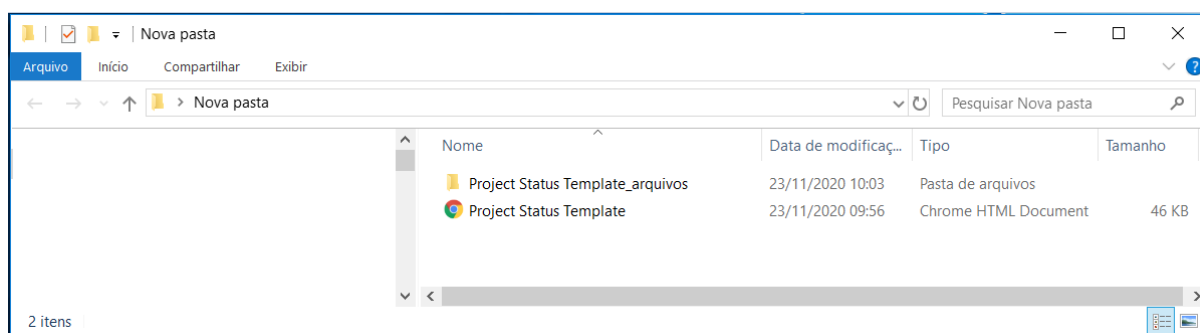 Nova pasta
Arquivo Início Compartilhar Exibir ?
Nova pasta Pesquisar Nova pasta
Nome Data de modificaç... Tipo Tamanho
Project Status Template_arquivos 23/11/2020 10:03 Pasta de arquivos
Project Status Template 23/11/2020 09:56 Chrome HTML Document 46 KB
2 itens